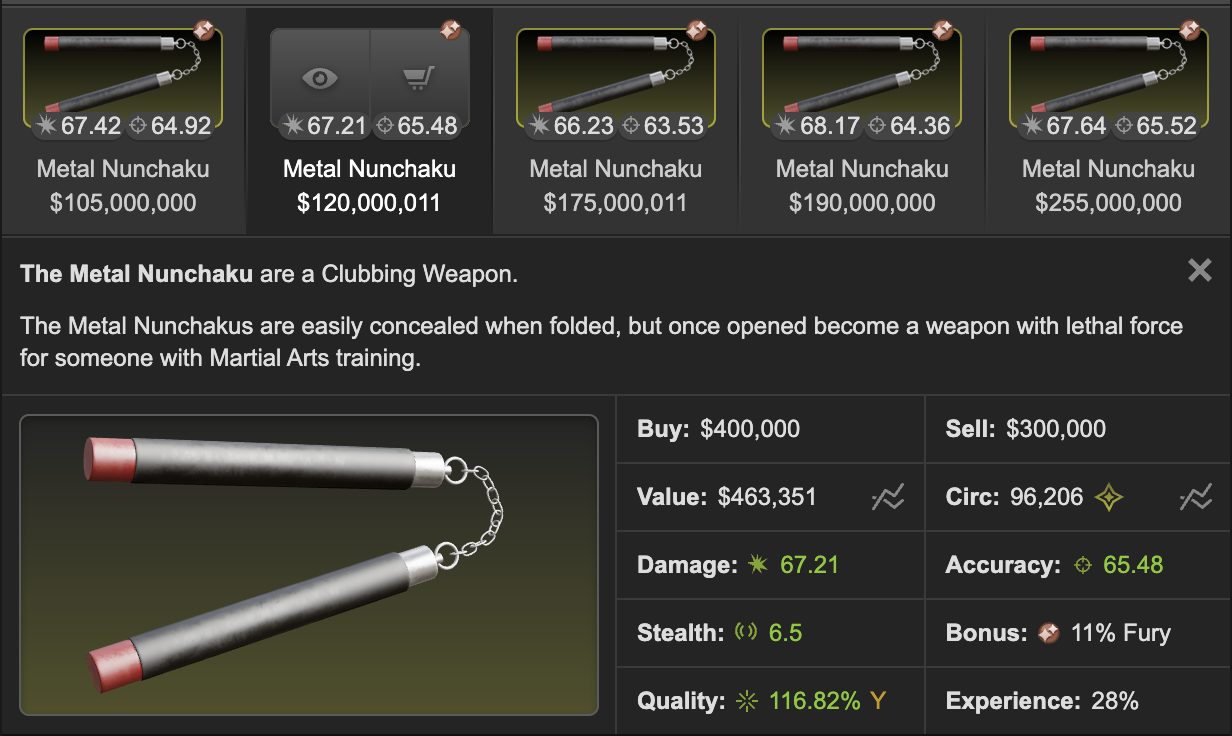 67.42 64.92
Metal Nunchaku
$105,000,000
67.21 65.48
Metal Nunchaku
$120,000,011
66.23 63.53
Metal Nunchaku
$175,000,011
68.17 64.36
Metal Nunchaku
$190,000,000
67.64 65.52
Metal Nunchaku
$255,000,000
The Metal Nunchaku are a Clubbing Weapon.
The Metal Nunchakus are easily concealed when folded, but once opened become a weapon with lethal force
for someone with Martial Arts training.
Buy: $400,000
Sell: $300,000
Value: $463,351
Circ: 96,206
Damage: 67.21
Accuracy: 65.48
Stealth: 6.5
Bonus: 11% Fury
Quality: 116.82% Y
Experience: 28%